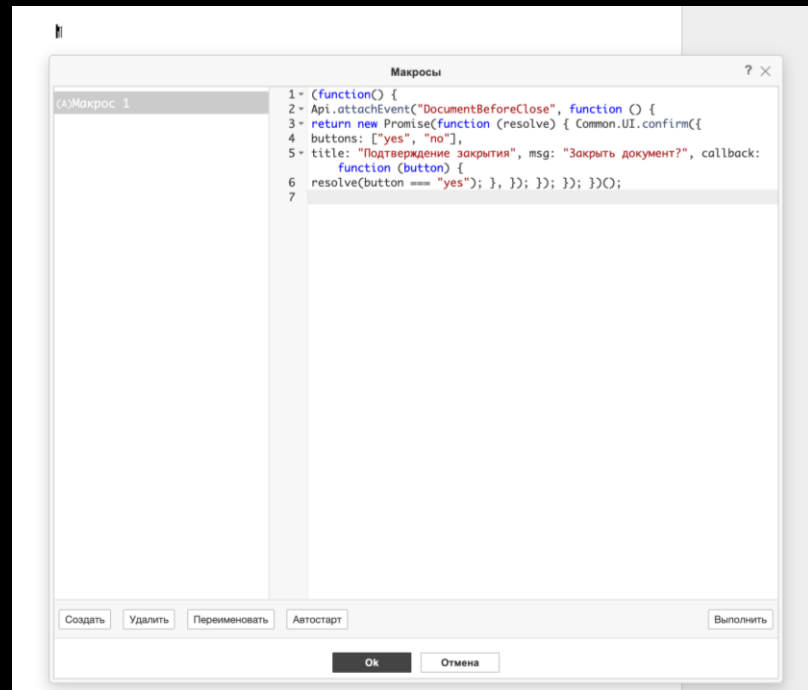 Макросы
?
(A)Макрос 1
1 (function() {
2 Api.attachEvent("DocumentBeforeClose", function () {
3 return new Promise(function (resolve) { Common.UI.confirm({
4 buttons: ["yes", "no"],
5 title: "Подтверждение закрытия", msg: "Закрыть документ?", callback:
function (button) {
6 resolve(button === "yes"); }, }); }); }); })();
7
Создать Удалить Переименовать Автостарт Выполнить
Ok Отмена